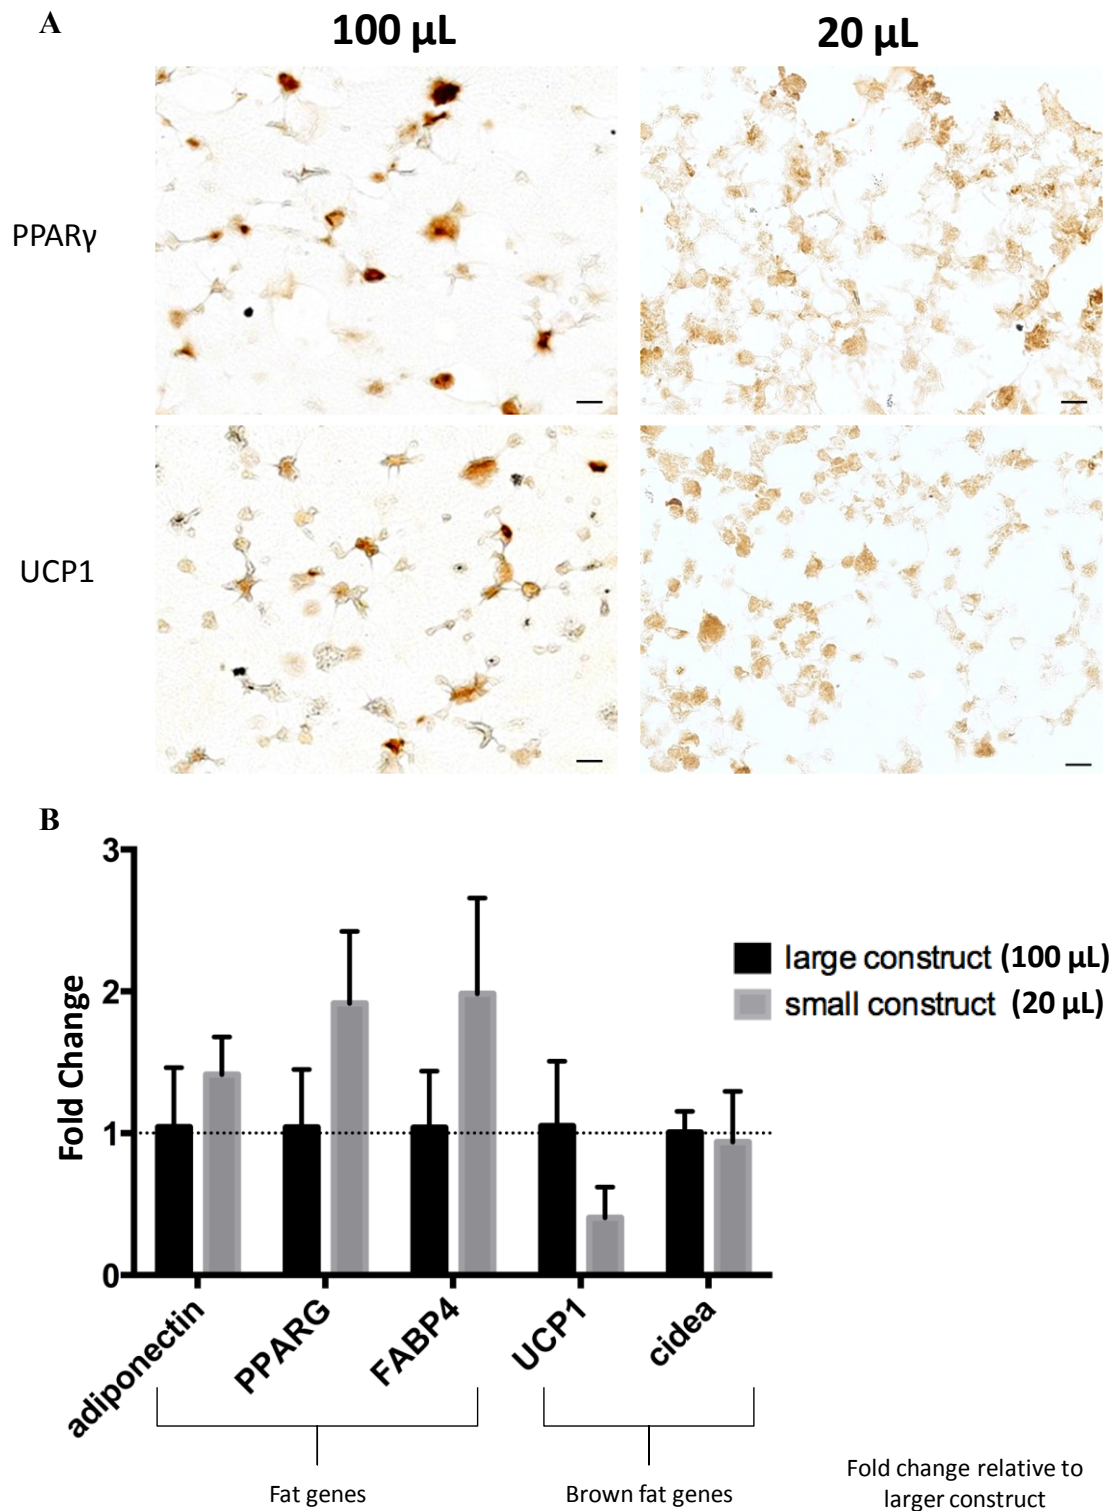 A
100 µL
20 µL
PPARγ
UCP1
B
3
2
1
0
Fold Change
large construct (100 µL)
small construct (20 µL)
adiponectin
PPARG
FABP4
UCP1
cidea
Fat genes
Brown fat genes
Fold change relative to
larger construct